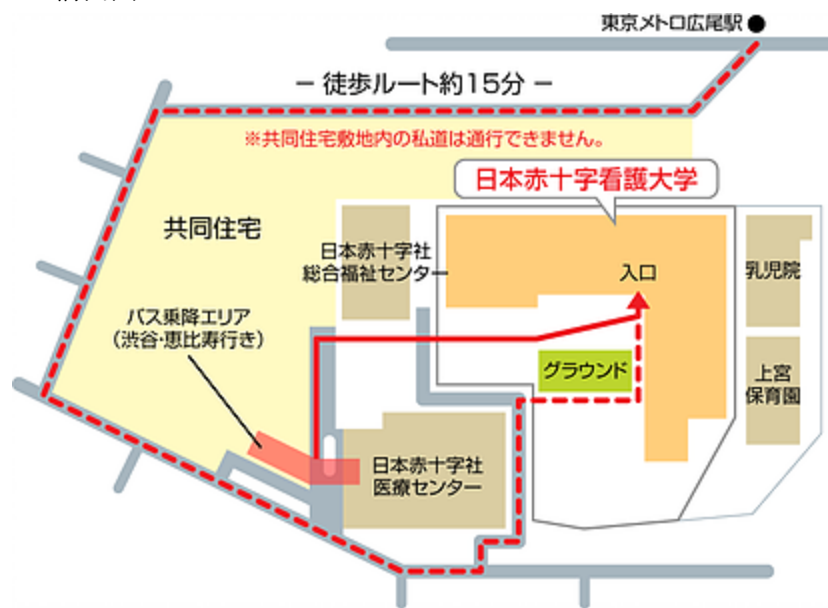 東京メトロ広尾駅
− 徒歩ルート約15分 −
※共同住宅敷地内の私道は通行できません。
日本赤十字看護大学
共同住宅
日本赤十字社
総合福祉センター
入口
乳児院
バス乗降エリア
（渋谷・恵比寿行き）
グラウンド
上宮
保育園
日本赤十字社
医療センター